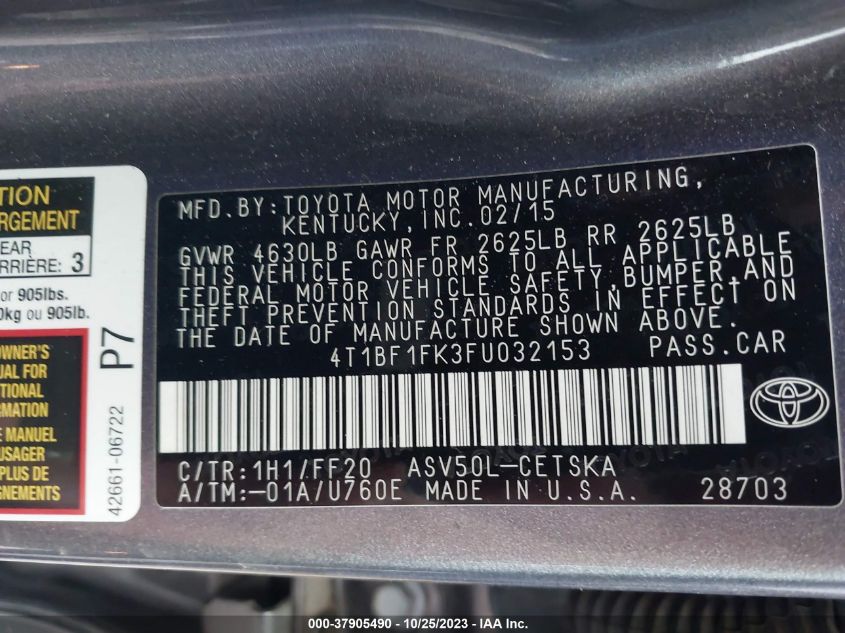 TION
RGEMENT
EAR
RRIÈRE: 3
or 905lbs.
0kg ou 905lb.
OWNER'S
UAL FOR
ITIONAL
RMATION
E MANUEL
USAGER
PLUS DE
GNEMENTS
P7
42661-06722
MFD.BY:TOYOTA MOTOR MANUFACTURING,
KENTUCKY,INC.02/15
GVWR 4630LB GAWR FR 2625LB RR 2625LB
THIS VEHICLE CONFORMS TO ALL APPLICABLE
FEDERAL MOTOR VEHICLE SAFETY,BUMPER,AND
THEFT PREVENTION STANDARDS IN EFFECT ON
THE DATE OF MANUFACTURE SHOWN ABOVE.
4T1BF1FK3FU032153 PASS.CAR
C/TR:1H1/FF20 ASV50L-CETSKA
A/TM:-01A/U760E MADE IN U.S.A. 28703
TOYOTA
000-37905490 - 10/25/2023 - IAA Inc.